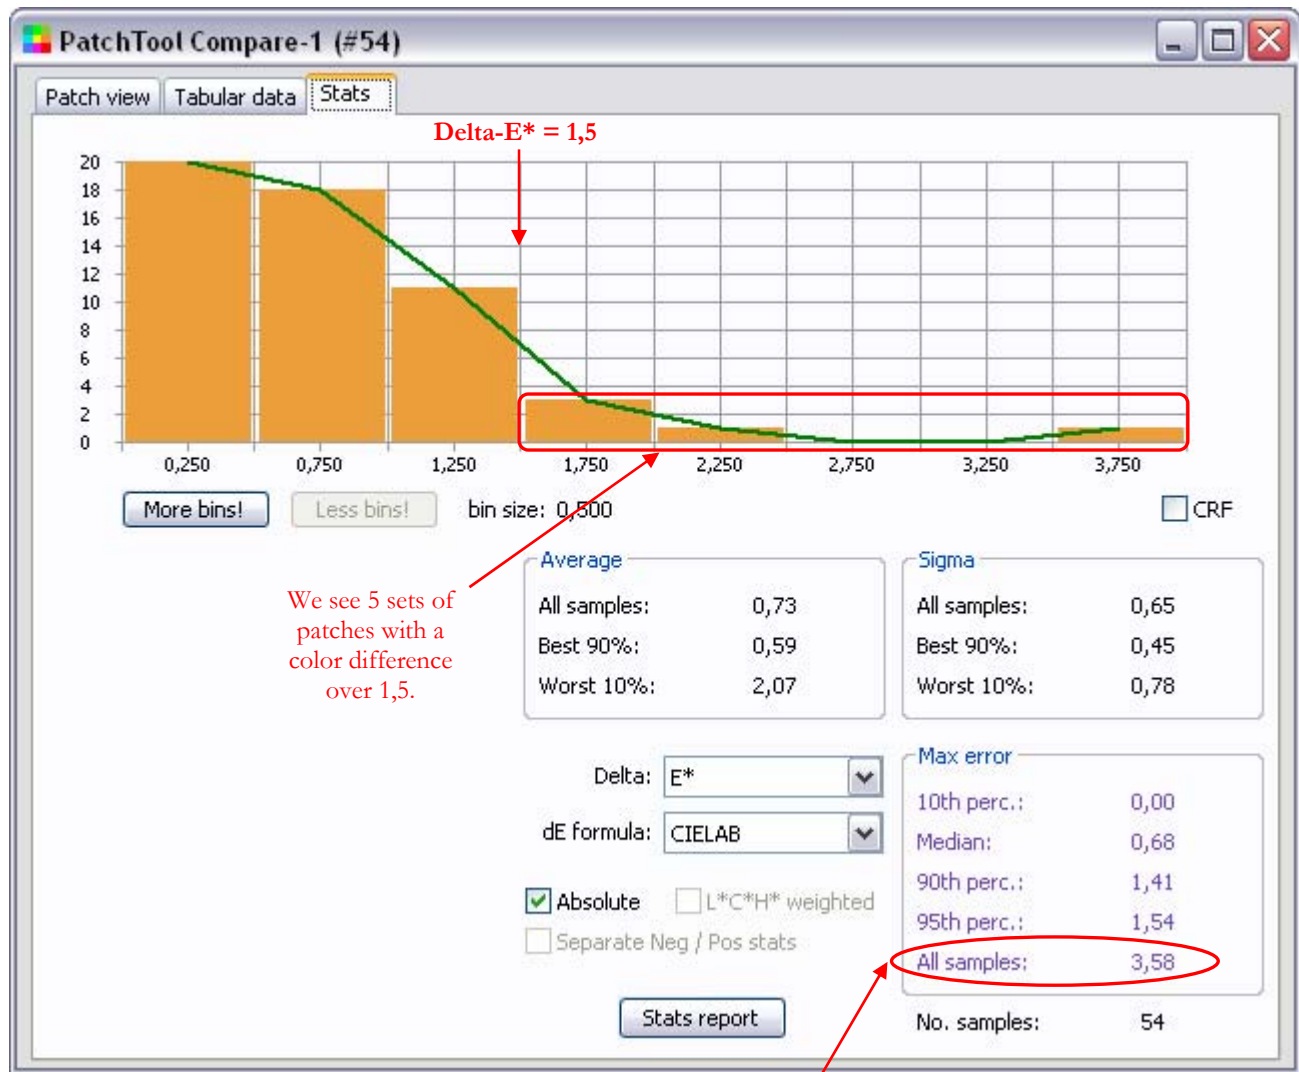 PatchTool Compare-1 (#54)
Patch view Tabular data Stats
Delta-E* = 1,5
20
18
16
14
12
10
8
6
4
2
0
0,250 0,750 1,250 1,750 2,250 2,750 3,250 3,750
More bins! Less bins! bin size: 0,500 CRF
We see 5 sets of
patches with a
color difference
over 1,5.
Average
All samples: 0,73
Best 90%: 0,59
Worst 10%: 2,07
Sigma
All samples: 0,65
Best 90%: 0,45
Worst 10%: 0,78
Delta: E*
dE formula: CIELAB
Absolute L*C*H* weighted
Separate Neg / Pos stats
Stats report
Max error
10th perc.: 0,00
Median: 0,68
90th perc.: 1,41
95th perc.: 1,54
All samples: 3,58
No. samples: 54